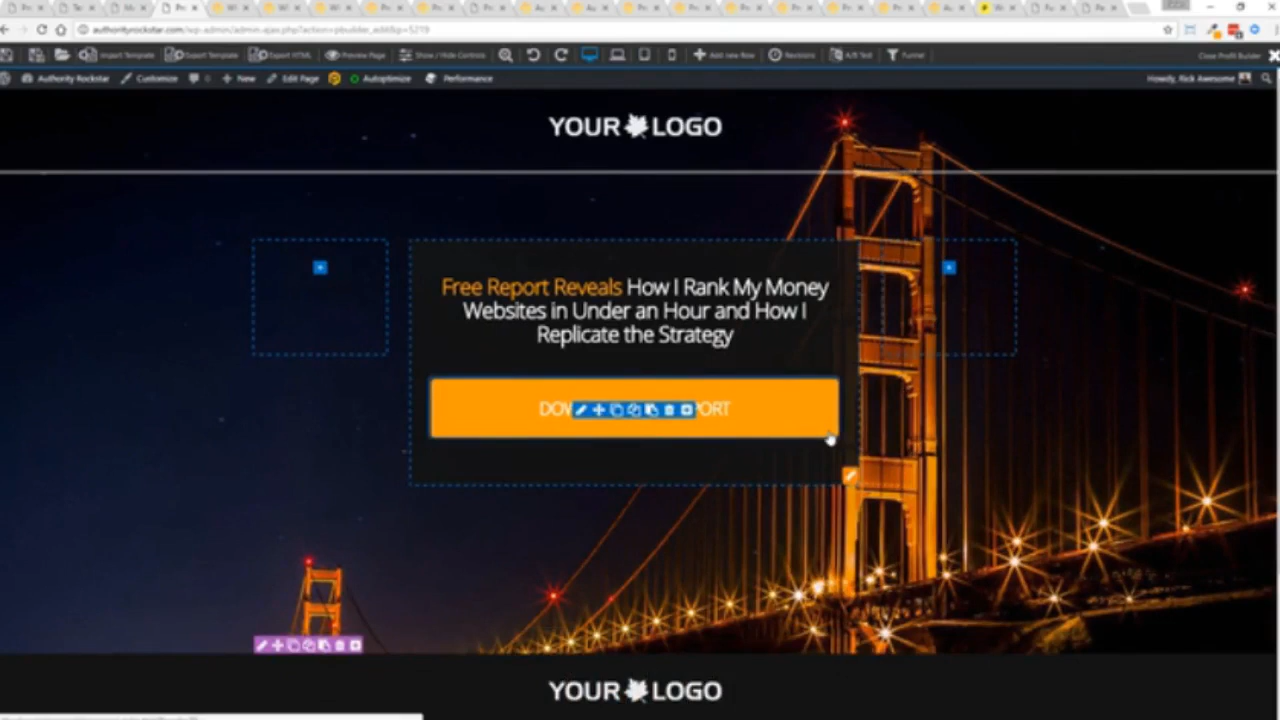 authorityrockstar.com/wp-admin/admin-ajax.php?action=pbuilder_edit&p=5219
Import Template Export Template Export HTML Preview Page Show / Hide Controls Add new Row Revisions A/B Test Funnel Close Profit Builder
Authority Rockstar Customize 0 New Edit Page Autoptimize Performance Howdy, Rick Awesome
YOUR LOGO
Free Report Reveals How I Rank My Money
Websites in Under an Hour and How I
Replicate the Strategy
YOUR LOGO